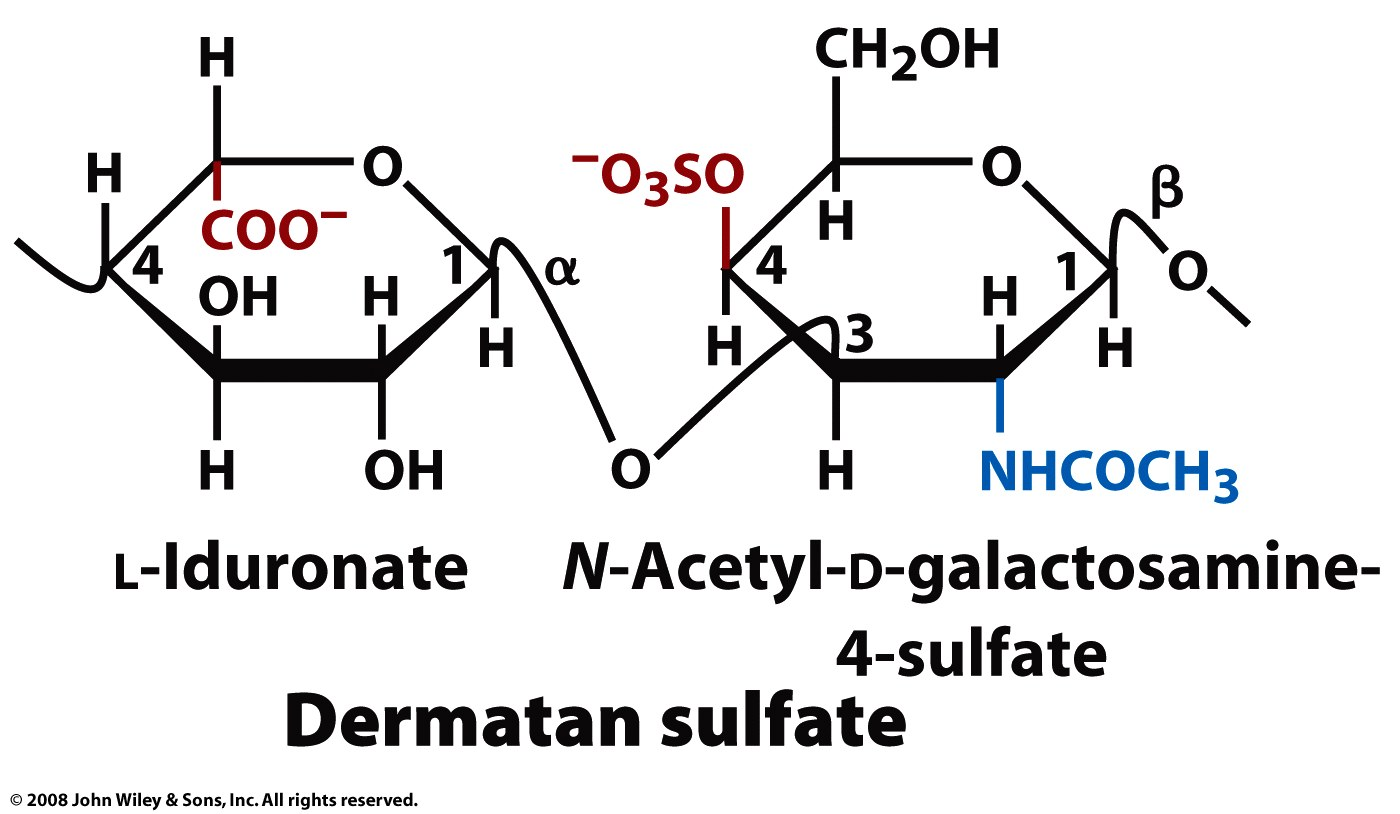 H CH₂OH
H O ⁻O₃SO O β
COO⁻ H
4 1 α 4 1 O
OH H H
H H 3 H
H OH O H NHCOCH₃
L-Iduronate N-Acetyl-D-galactosamine-
4-sulfate
Dermatan sulfate
© 2008 John Wiley & Sons, Inc. All rights reserved.